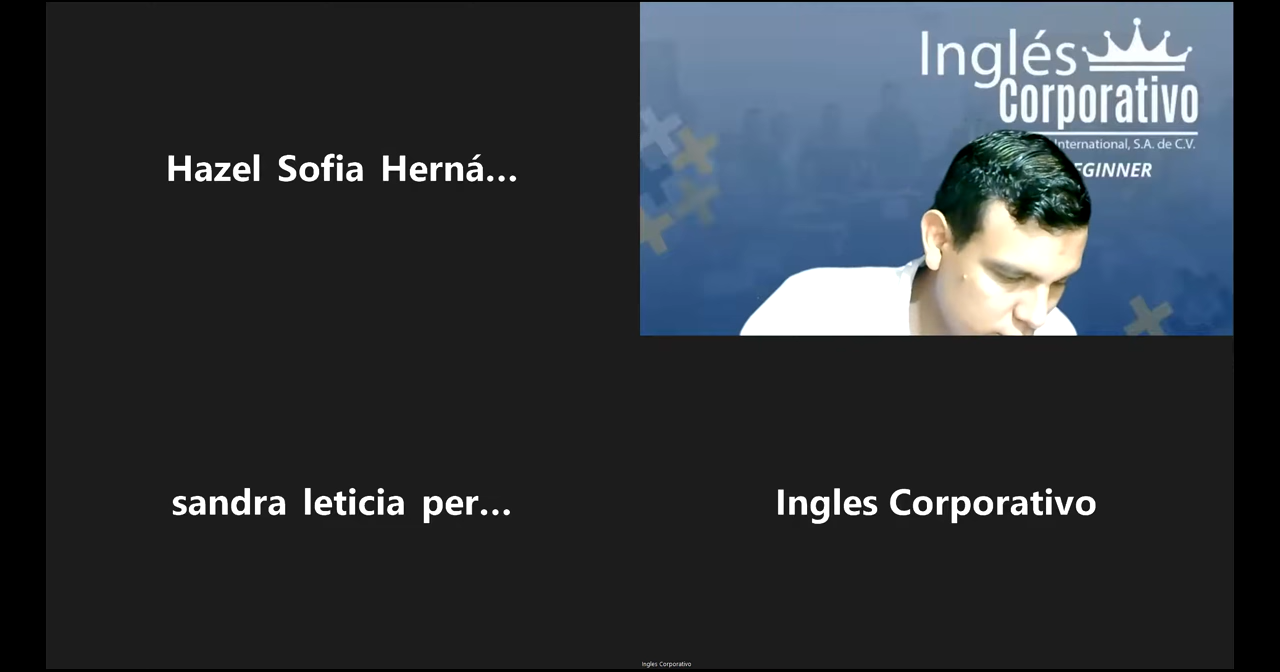 Hazel Sofia Herná...
Inglés
Corporativo
International, S.A. de C.V.
EGINNER
sandra leticia per...
Ingles Corporativo
Ingles Corporativo